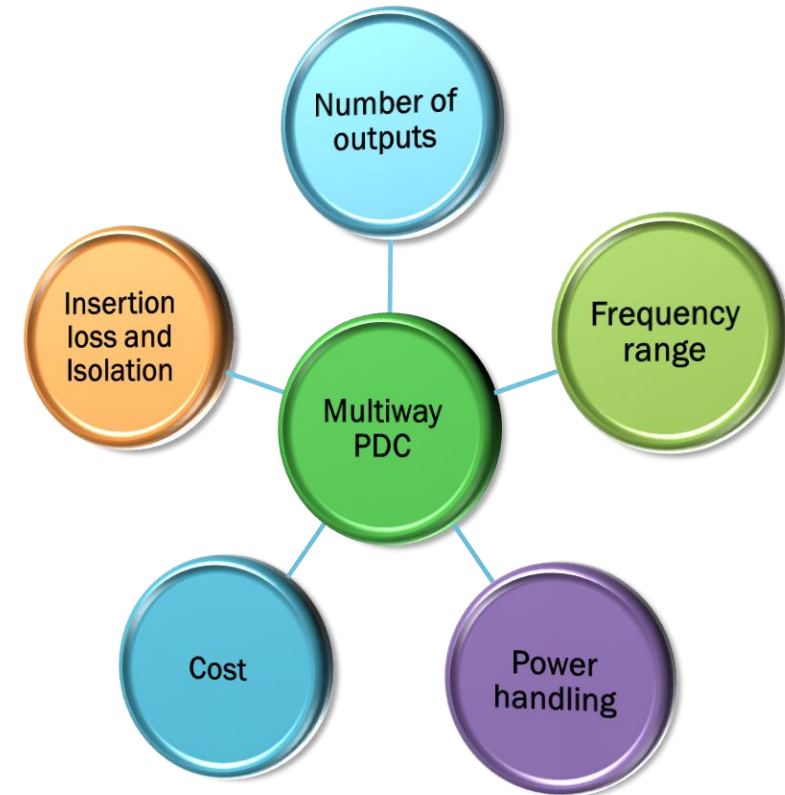 Number of
outputs
Insertion
loss and
Isolation
Frequency
range
Multiway
PDC
Cost
Power
handling